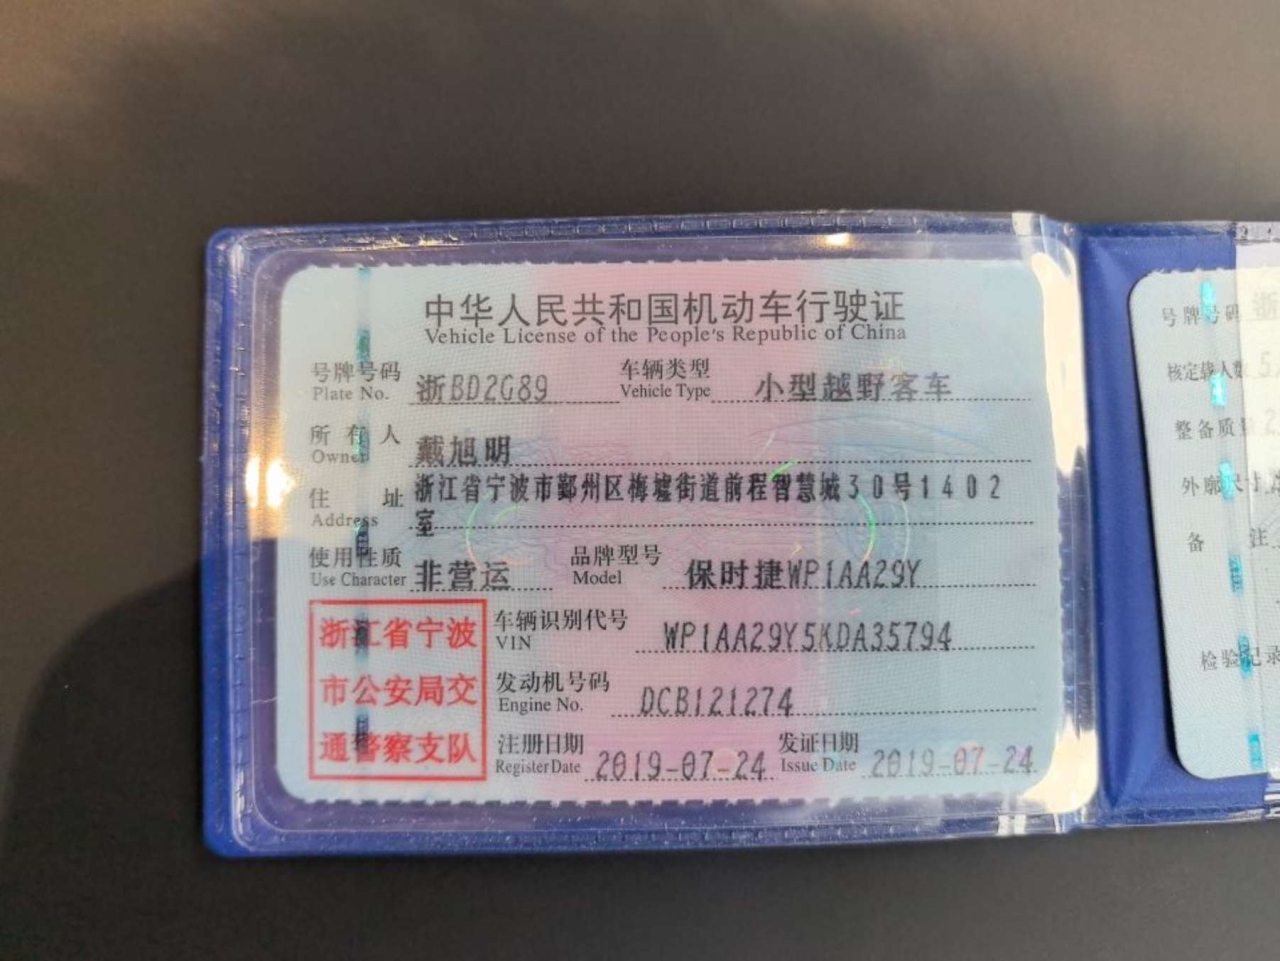 中华人民共和国机动车行驶证
Vehicle License of the People's Republic of China
号牌号码 浙BD2G89 车辆类型 小型越野客车
Plate No. Vehicle Type
所有人 戴旭明
Owner
住址 浙江省宁波市鄞州区梅墟街道前程智慧城30号1402
Address 室
使用性质 非营运 品牌型号 保时捷WP1AA29Y
Use Character Model
浙江省宁波
市公安局交
通警察支队
车辆识别代号 WP1AA29Y5KDA35794
VIN
发动机号码 DCB121274
Engine No.
注册日期 2019-07-24 发证日期 2019-07-24
Register Date Issue Date
号牌号码 浙
核定载人数 5
整备质量 2
外廓尺寸
备注
检验记录